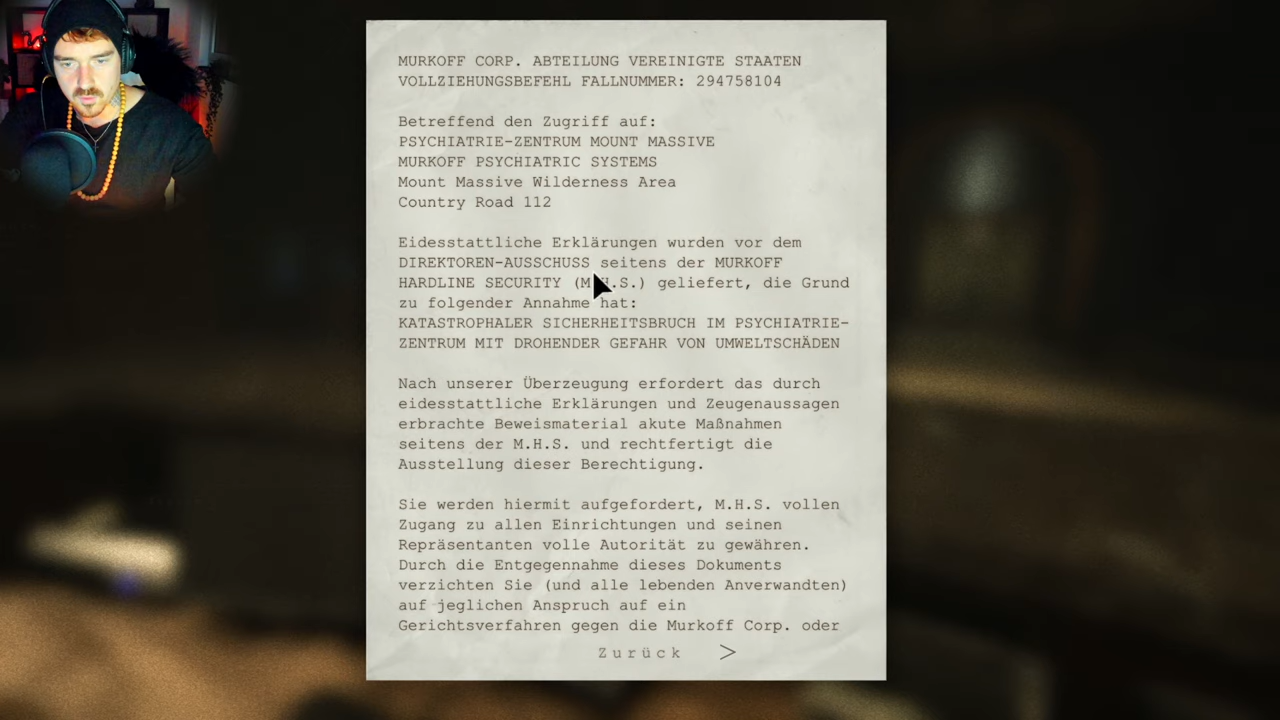 MURKOFF CORP. ABTEILUNG VEREINIGTE STAATEN
VOLLZIEHUNGSBEFEHL FALLNUMMER: 294758104
Betreffend den Zugriff auf:
PSYCHIATRIE-ZENTRUM MOUNT MASSIVE
MURKOFF PSYCHIATRIC SYSTEMS
Mount Massive Wilderness Area
Country Road 112
Eidesstattliche Erklärungen wurden vor dem
DIREKTOREN-AUSSCHUSS seitens der MURKOFF
HARDLINE SECURITY (M.H.S.) geliefert, die Grund
zu folgender Annahme hat:
KATASTROPHALER SICHERHEITSBRUCH IM PSYCHIATRIE-
ZENTRUM MIT DROHENDER GEFAHR VON UMWELTSCHÄDEN
Nach unserer Überzeugung erfordert das durch
eidesstattliche Erklärungen und Zeugenaussagen
erbrachte Beweismaterial akute Maßnahmen
seitens der M.H.S. und rechtfertigt die
Ausstellung dieser Berechtigung.
Sie werden hiermit aufgefordert, M.H.S. vollen
Zugang zu allen Einrichtungen und seinen
Repräsentanten volle Autorität zu gewähren.
Durch die Entgegennahme dieses Dokuments
verzichten Sie (und alle lebenden Anverwandten)
auf jeglichen Anspruch auf ein
Gerichtsverfahren gegen die Murkoff Corp. oder
Zurück >